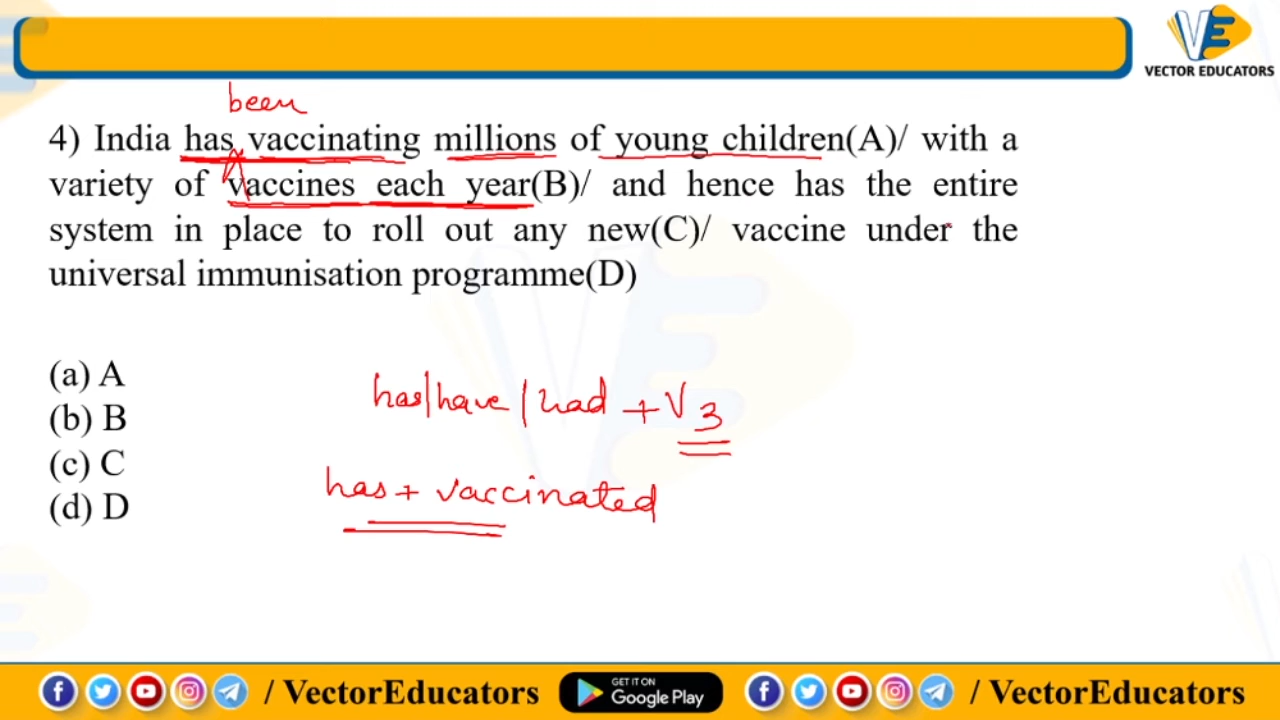 VE
VECTOR EDUCATORS
been
4) India has vaccinating millions of young children(A)/ with a
variety of vaccines each year(B)/ and hence has the entire
system in place to roll out any new(C)/ vaccine under the
universal immunisation programme(D)
(a) A
(b) B
(c) C
(d) D
has/have/had + V3
has + vaccinated
/ VectorEducators
GET IT ON
Google Play
/ VectorEducators